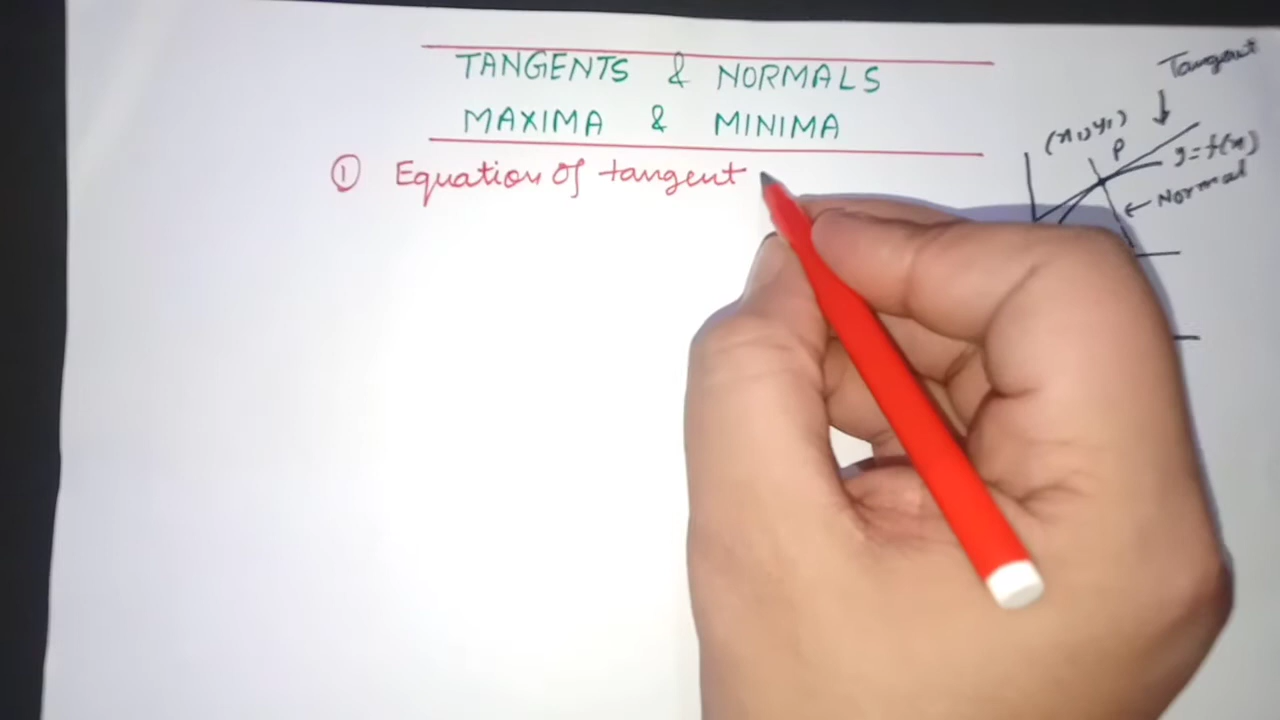 TANGENTS & NORMALS
MAXIMA & MINIMA
① Equation Of tangent
Tangent
(x₁, y₁)
P
y = f(x)
Normal